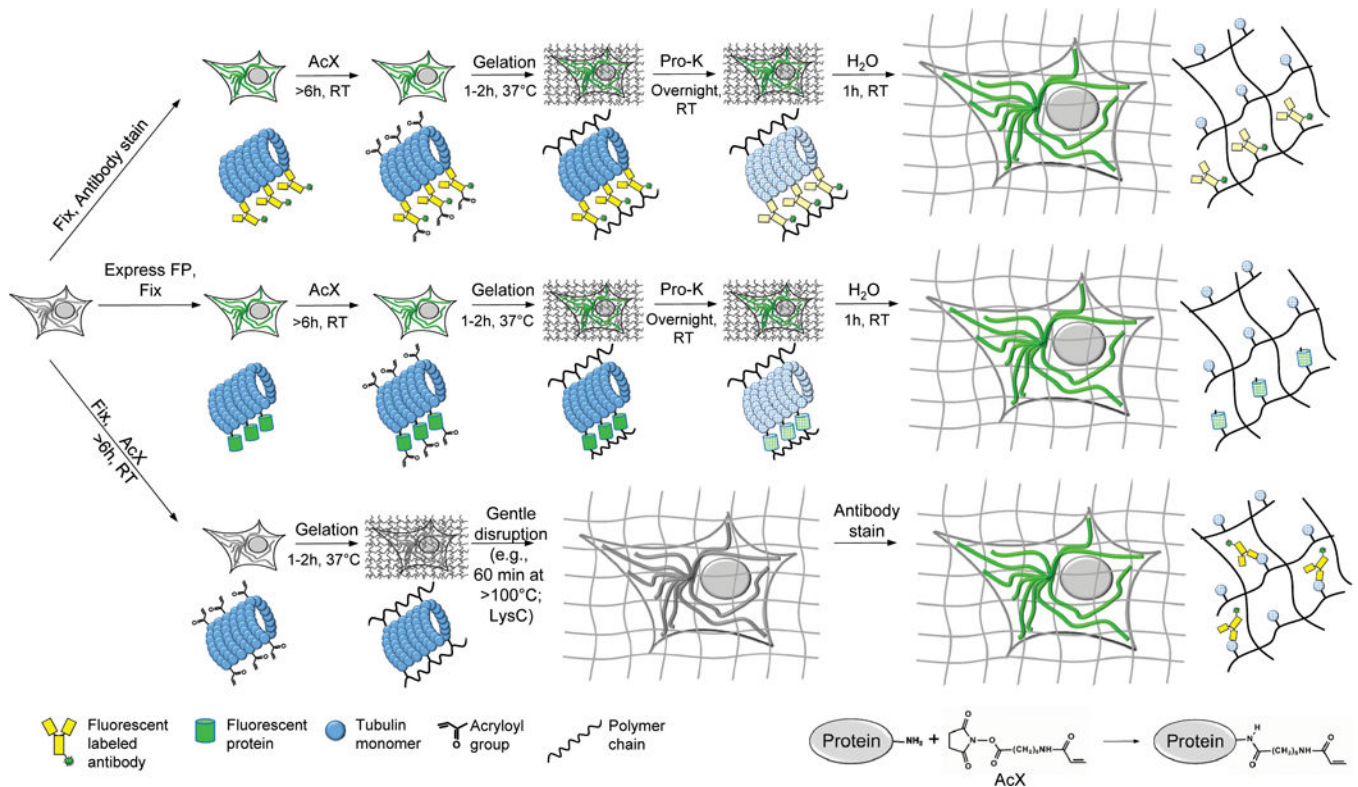 Fix, Antibody stain
AcX
>6h, RT
Gelation
1-2h, 37°C
Pro-K
Overnight,
RT
H₂O
1h, RT
Express FP,
Fix
AcX
>6h, RT
Gelation
1-2h, 37°C
Pro-K
Overnight,
RT
H₂O
1h, RT
Fix, AcX
>6h, RT
Gelation
1-2h, 37°C
Gentle
disruption
(e.g.,
60 min at
>100°C;
LysC)
Antibody
stain
Fluorescent
labeled
antibody
Fluorescent
protein
Tubulin
monomer
Acryloyl
group
Polymer
chain
Protein
NH₂
+
O
N
O
O
O
(CH₂)₅NH
O
AcX
Protein
H
N
O
(CH₂)₅NH
O